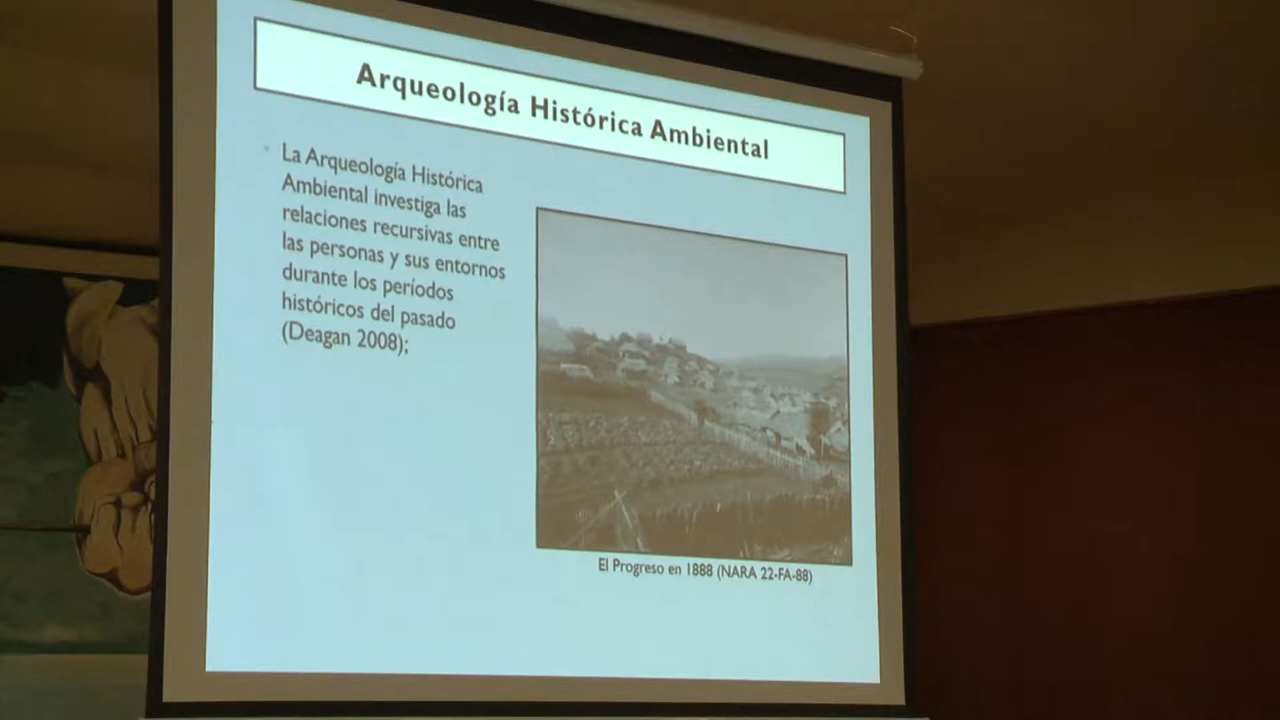 Arqueología Histórica Ambiental
La Arqueología Histórica
Ambiental investiga las
relaciones recursivas entre
las personas y sus entornos
durante los períodos
históricos del pasado
(Deagan 2008);
El Progreso en 1888 (NARA 22-FA-88)